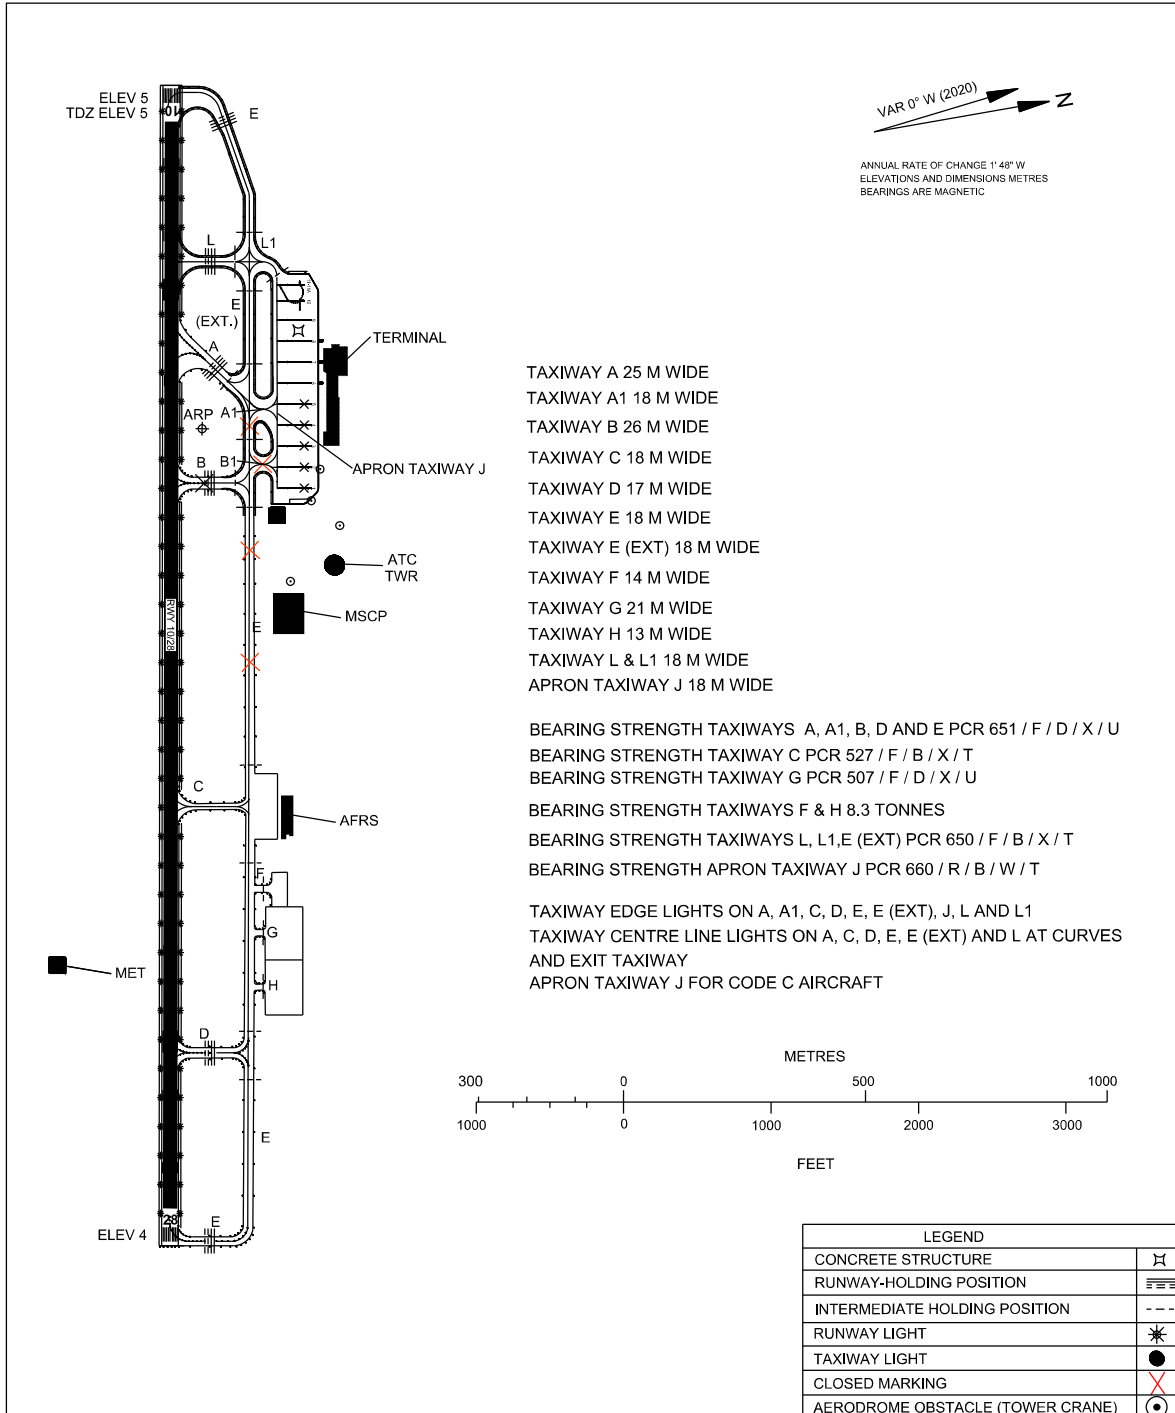 ELEV 5
TDZ ELEV 5
10
E
VAR 0° W (2020)
N
ANNUAL RATE OF CHANGE 1' 48" W
ELEVATIONS AND DIMENSIONS METRES
BEARINGS ARE MAGNETIC
L
L1
E
(EXT.)
A
TERMINAL
ARP
A1
B
B1
APRON TAXIWAY J
ATC
TWR
MSCP
RWY 10/28
E
C
AFRS
F
G
H
MET
D
E
28
E
ELEV 4
TAXIWAY A 25 M WIDE
TAXIWAY A1 18 M WIDE
TAXIWAY B 26 M WIDE
TAXIWAY C 18 M WIDE
TAXIWAY D 17 M WIDE
TAXIWAY E 18 M WIDE
TAXIWAY E (EXT) 18 M WIDE
TAXIWAY F 14 M WIDE
TAXIWAY G 21 M WIDE
TAXIWAY H 13 M WIDE
TAXIWAY L & L1 18 M WIDE
APRON TAXIWAY J 18 M WIDE
BEARING STRENGTH TAXIWAYS A, A1, B, D AND E PCR 651 / F / D / X / U
BEARING STRENGTH TAXIWAY C PCR 527 / F / B / X / T
BEARING STRENGTH TAXIWAY G PCR 507 / F / D / X / U
BEARING STRENGTH TAXIWAYS F & H 8.3 TONNES
BEARING STRENGTH TAXIWAYS L, L1,E (EXT) PCR 650 / F / B / X / T
BEARING STRENGTH APRON TAXIWAY J PCR 660 / R / B / W / T
TAXIWAY EDGE LIGHTS ON A, A1, C, D, E, E (EXT), J, L AND L1
TAXIWAY CENTRE LINE LIGHTS ON A, C, D, E, E (EXT) AND L AT CURVES
AND EXIT TAXIWAY
APRON TAXIWAY J FOR CODE C AIRCRAFT
METRES
300 0 500 1000
1000 0 1000 2000 3000
FEET
LEGEND
CONCRETE STRUCTURE
RUNWAY-HOLDING POSITION
INTERMEDIATE HOLDING POSITION
RUNWAY LIGHT
TAXIWAY LIGHT
CLOSED MARKING
AERODROME OBSTACLE (TOWER CRANE)